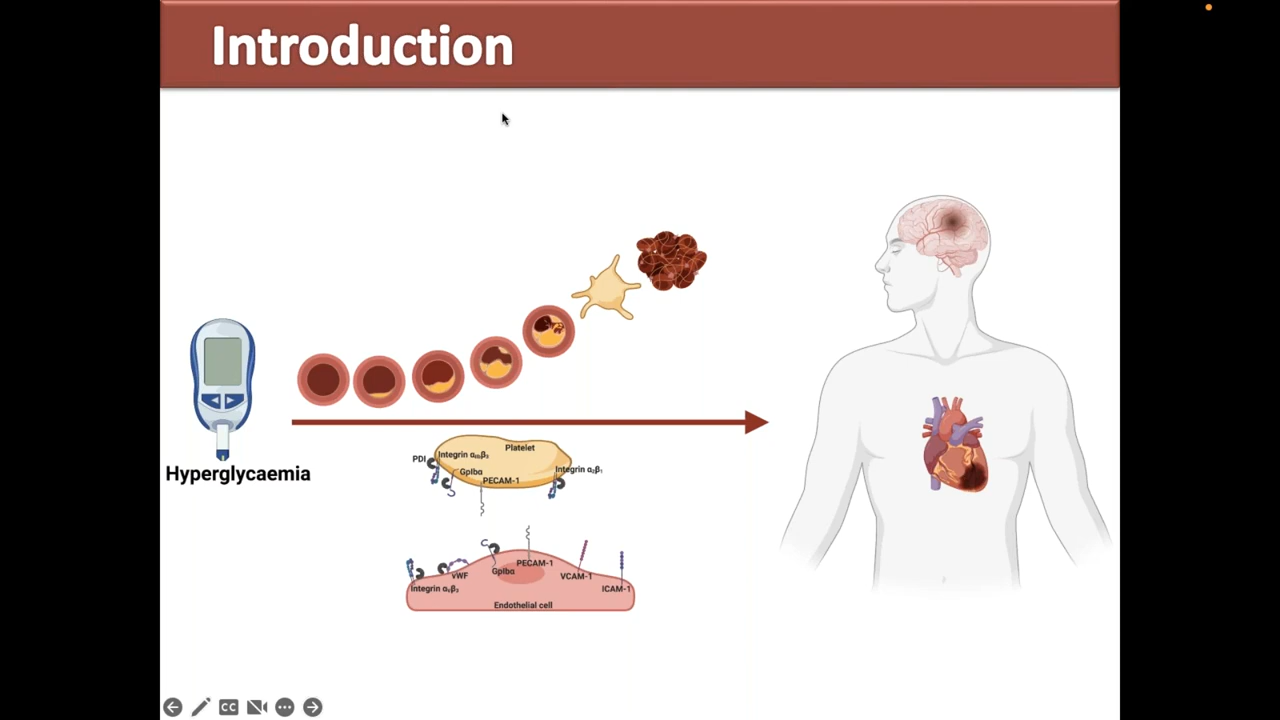 Introduction
Hyperglycaemia
Platelet
PDI
Integrin αIIbβ3
GpIbα
Integrin α2β1
PECAM-1
PECAM-1
GpIbα
vWF
VCAM-1
Integrin αvβ3
ICAM-1
Endothelial cell
CC